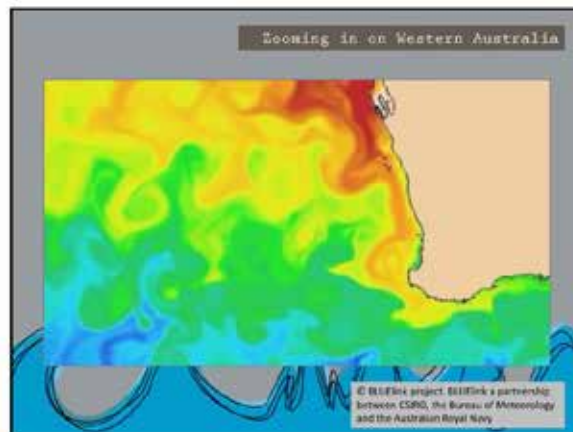 Zooming in on Western Australia
© BLUElink project. BLUElink a partnership
between CSIRO, the Bureau of Meteorology
and the Australian Royal Navy